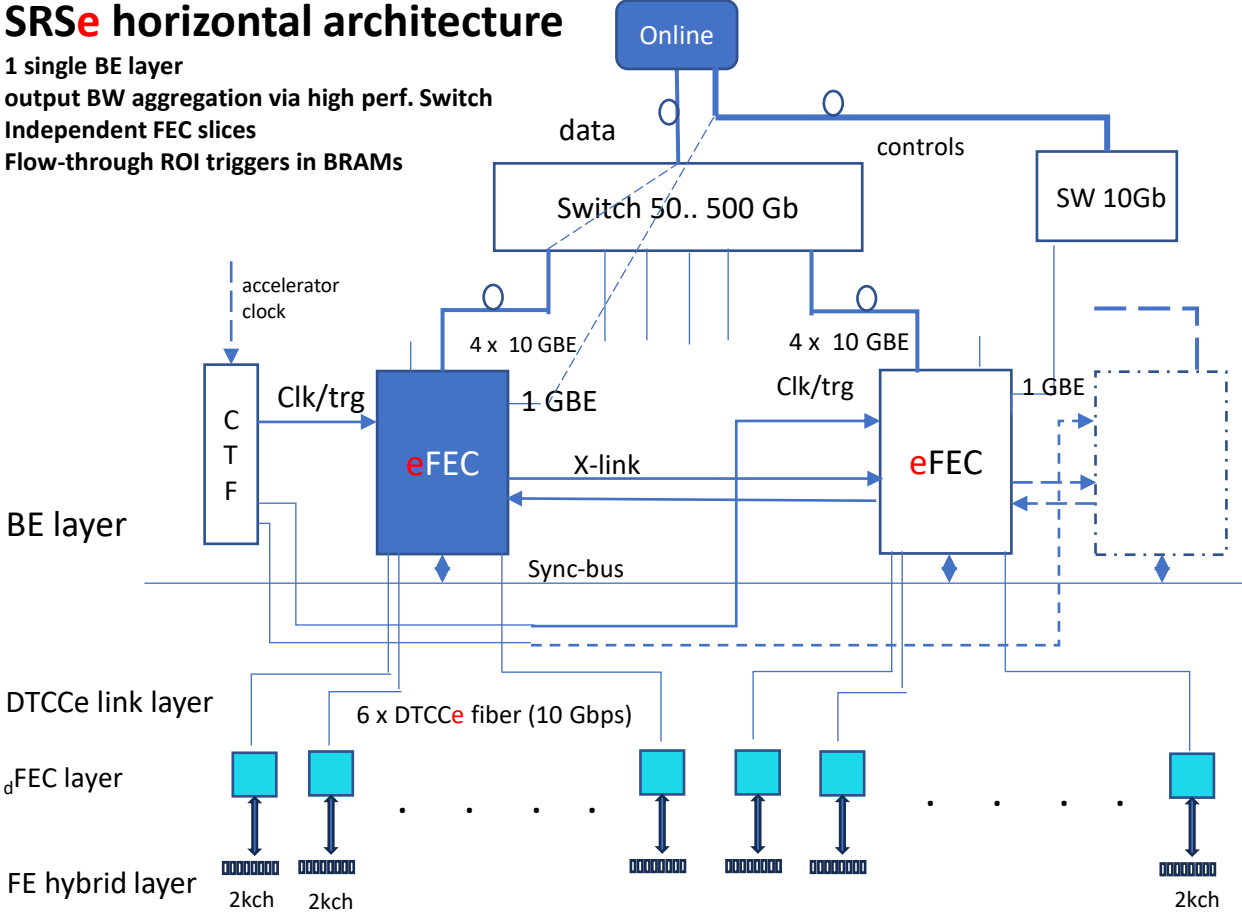 SRSe horizontal architecture
1 single BE layer
output BW aggregation via high perf. Switch
Independent FEC slices
Flow-through ROI triggers in BRAMs
Online
data
controls
Switch 50.. 500 Gb
SW 10Gb
accelerator
clock
4 x 10 GBE
4 x 10 GBE
Clk/trg
1 GBE
Clk/trg
1 GBE
C
T
F
eFEC
X-link
eFEC
BE layer
Sync-bus
DTCCe link layer
6 x DTCCe fiber (10 Gbps)
dFEC layer
. . . .
. . . .
FE hybrid layer
2kch
2kch
2kch